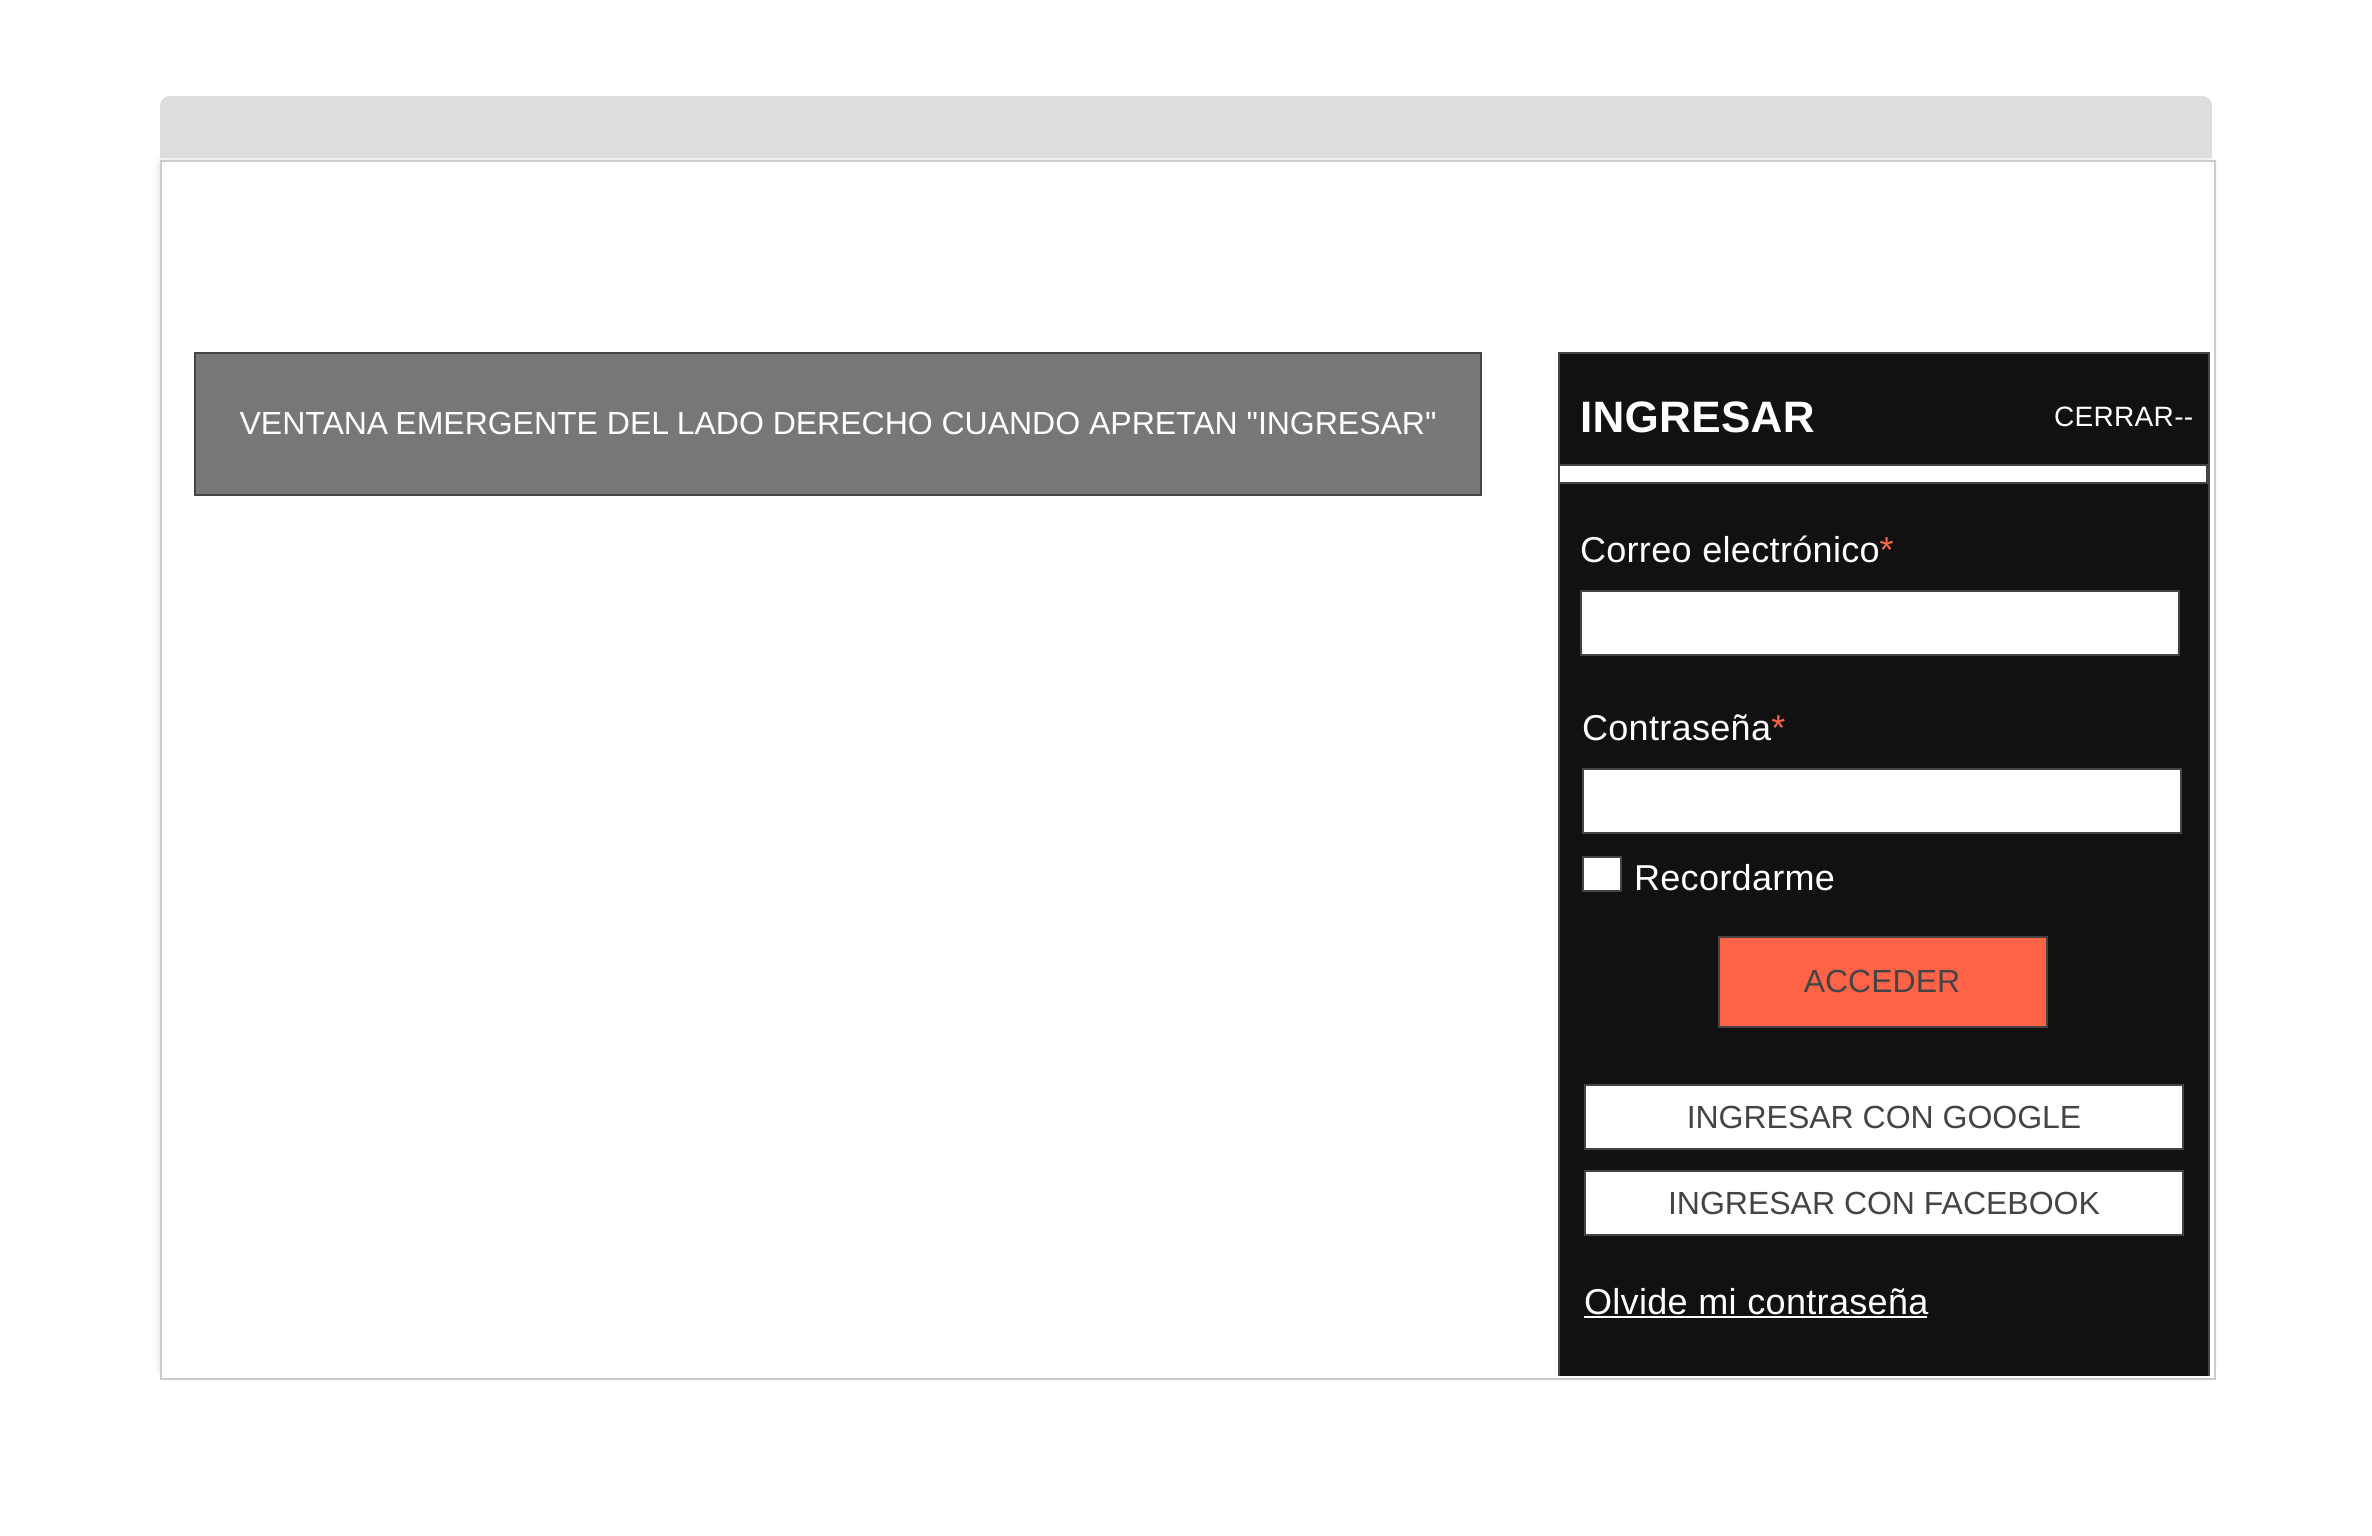 VENTANA EMERGENTE DEL LADO DERECHO CUANDO APRETAN "INGRESAR"
INGRESAR
CERRAR--
Correo electrónico*
Contraseña*
Recordarme
ACCEDER
INGRESAR CON GOOGLE
INGRESAR CON FACEBOOK
Olvide mi contraseña